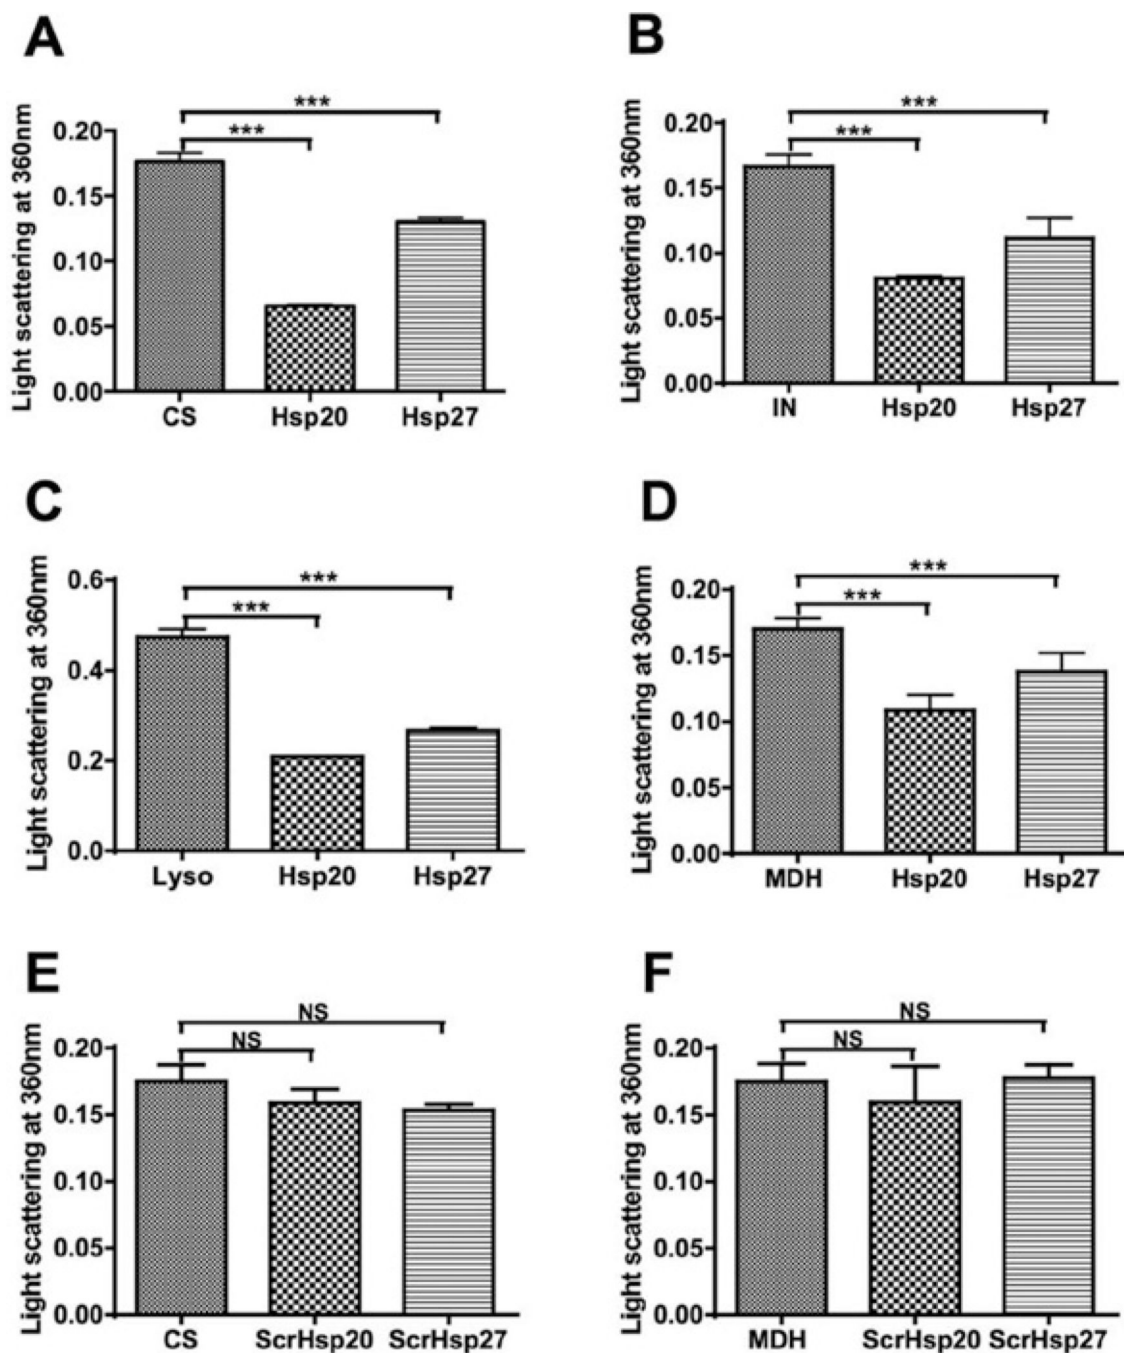 A
Light scattering at 360nm
0.20
0.15
0.10
0.05
0.00
***
***
CS Hsp20 Hsp27
B
Light scattering at 360nm
0.20
0.15
0.10
0.05
0.00
***
***
IN Hsp20 Hsp27
C
Light scattering at 360nm
0.6
0.4
0.2
0.0
***
***
Lyso Hsp20 Hsp27
D
Light scattering at 360nm
0.20
0.15
0.10
0.05
0.00
***
***
MDH Hsp20 Hsp27
E
Light scattering at 360nm
0.20
0.15
0.10
0.05
0.00
NS
NS
CS ScrHsp20 ScrHsp27
F
Light scattering at 360nm
0.20
0.15
0.10
0.05
0.00
NS
NS
MDH ScrHsp20 ScrHsp27